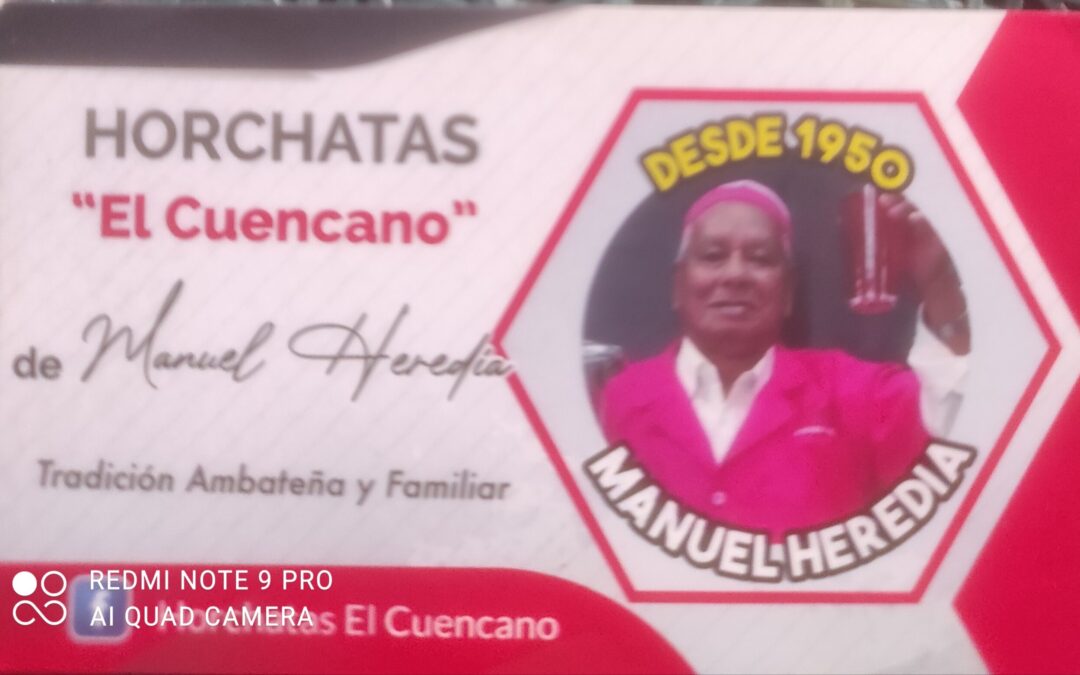 HORCHATAS
"El Cuencano"
de Manuel Heredia
Tradición Ambateña y Familiar
DESDE 1950
MANUEL HEREDIA
f Horchatas El Cuencano
REDMI NOTE 9 PRO
AI QUAD CAMERA